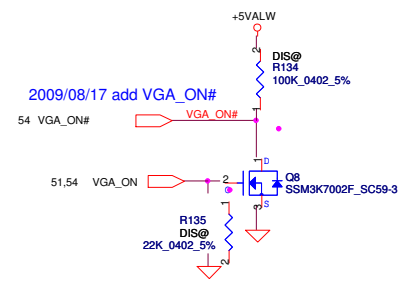 +5VALW
2
DIS@
R134
100K_0402_5%
1
2009/08/17 add VGA_ON#
54 VGA_ON#
VGA_ON#
1
D
51,54 VGA_ON
2
G
Q8
SSM3K7002F_SC59-3
3
S
1
R135
DIS@
22K_0402_5%
2